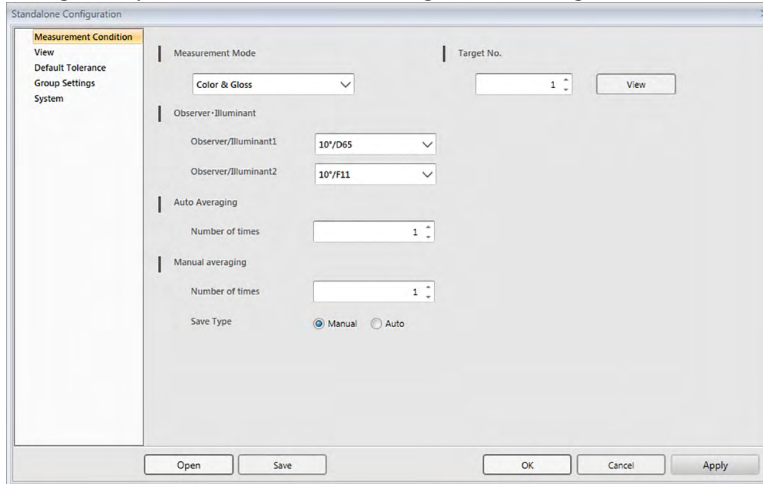 Standalone Configuration
Measurement Condition
View
Default Tolerance
Group Settings
System
Measurement Mode
Color & Gloss
Target No.
1
View
Observer・Illuminant
Observer/Illuminant1
10°/D65
Observer/Illuminant2
10°/F11
Auto Averaging
Number of times
1
Manual averaging
Number of times
1
Save Type
Manual
Auto
Open
Save
OK
Cancel
Apply